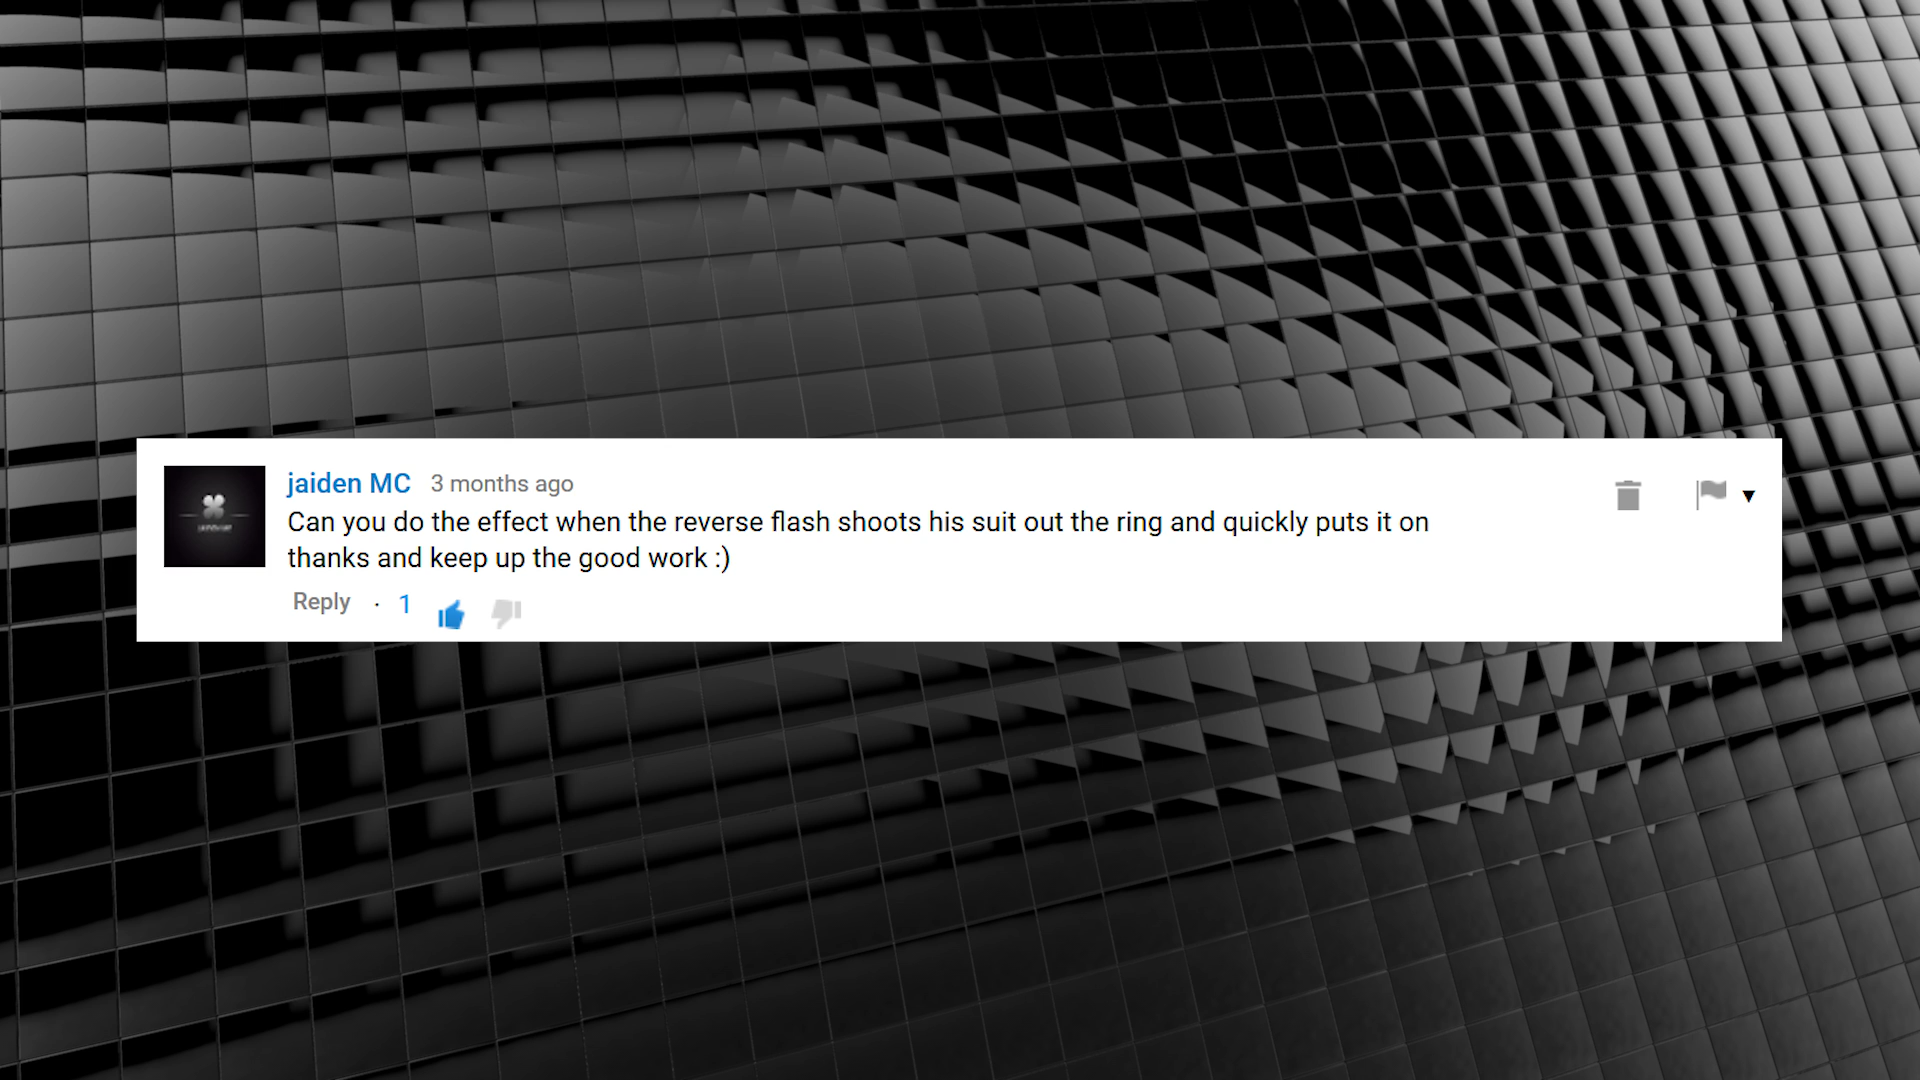 jaiden MC 3 months ago
Can you do the effect when the reverse flash shoots his suit out the ring and quickly puts it on
thanks and keep up the good work :)
Reply · 1